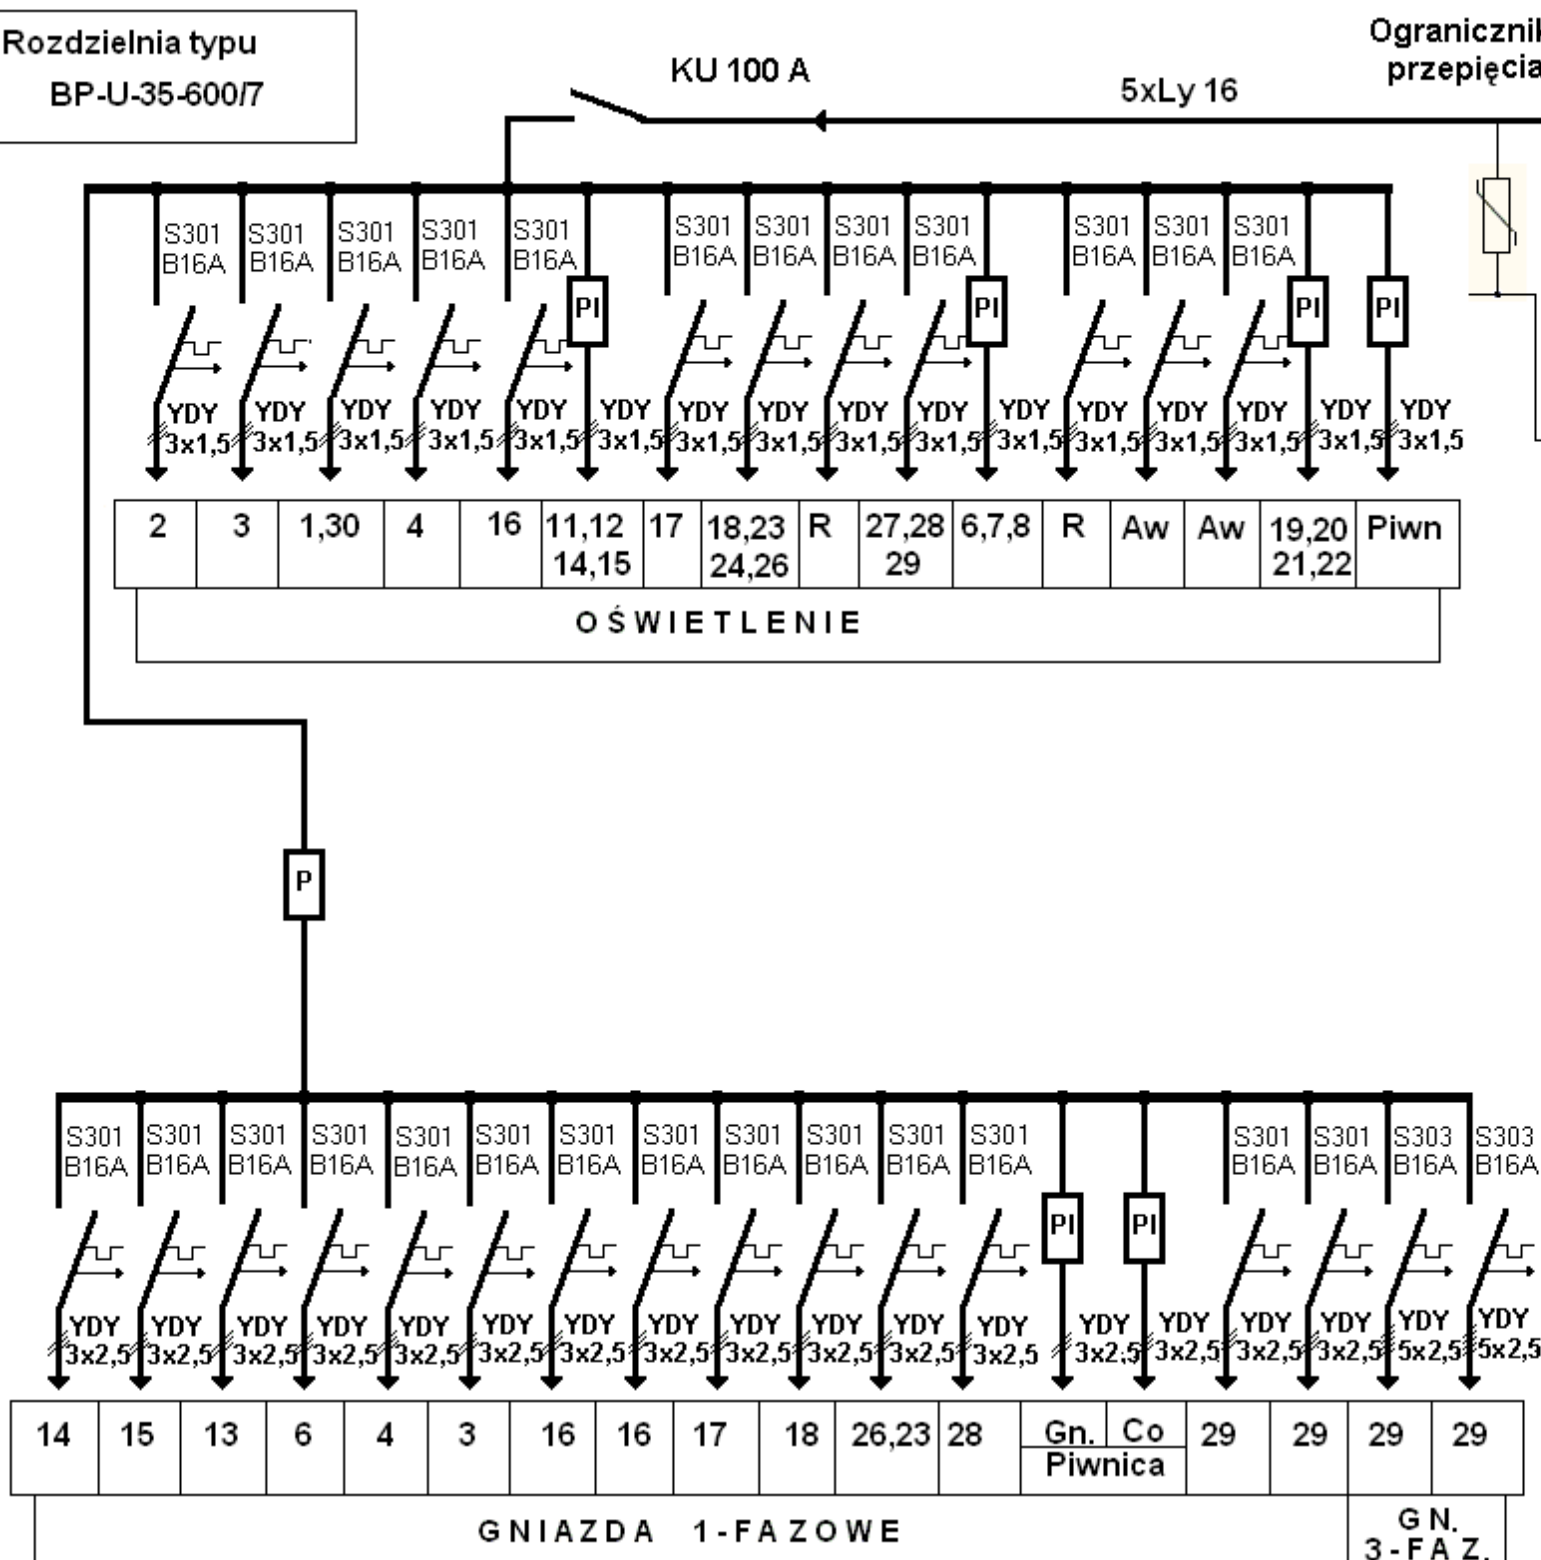 Rozdzielnia typu
BP-U-35-600/7
KU 100 A
5xLy 16
Ogranicznik
przepięcia
S301 S301 S301 S301 S301 S301 S301 S301 S301 S301 S301 S301
B16A B16A B16A B16A B16A B16A B16A B16A B16A B16A B16A B16A
PI PI PI PI
YDY YDY YDY YDY YDY YDY YDY YDY YDY YDY YDY YDY YDY YDY YDY YDY
3x1,5 3x1,5 3x1,5 3x1,5 3x1,5 3x1,5 3x1,5 3x1,5 3x1,5 3x1,5 3x1,5 3x1,5 3x1,5 3x1,5 3x1,5 3x1,5
2 3 1,30 4 16 11,12 17 18,23 R 27,28 6,7,8 R Aw Aw 19,20 Piwn
14,15 24,26 29 21,22
OŚWIETLENIE
P
S301 S301 S301 S301 S301 S301 S301 S301 S301 S301 S301 S301 S301 S301 S303 S303
B16A B16A B16A B16A B16A B16A B16A B16A B16A B16A B16A B16A B16A B16A B16A B16A
PI PI
YDY YDY YDY YDY YDY YDY YDY YDY YDY YDY YDY YDY YDY YDY YDY YDY YDY YDY
3x2,5 3x2,5 3x2,5 3x2,5 3x2,5 3x2,5 3x2,5 3x2,5 3x2,5 3x2,5 3x2,5 3x2,5 3x2,5 3x2,5 3x2,5 3x2,5 5x2,5 5x2,5
14 15 13 6 4 3 16 16 17 18 26,23 28 Gn. Co 29 29 29 29
Piwnica
GNIAZDA 1-FAZOWE
GN.
3-FAZ.